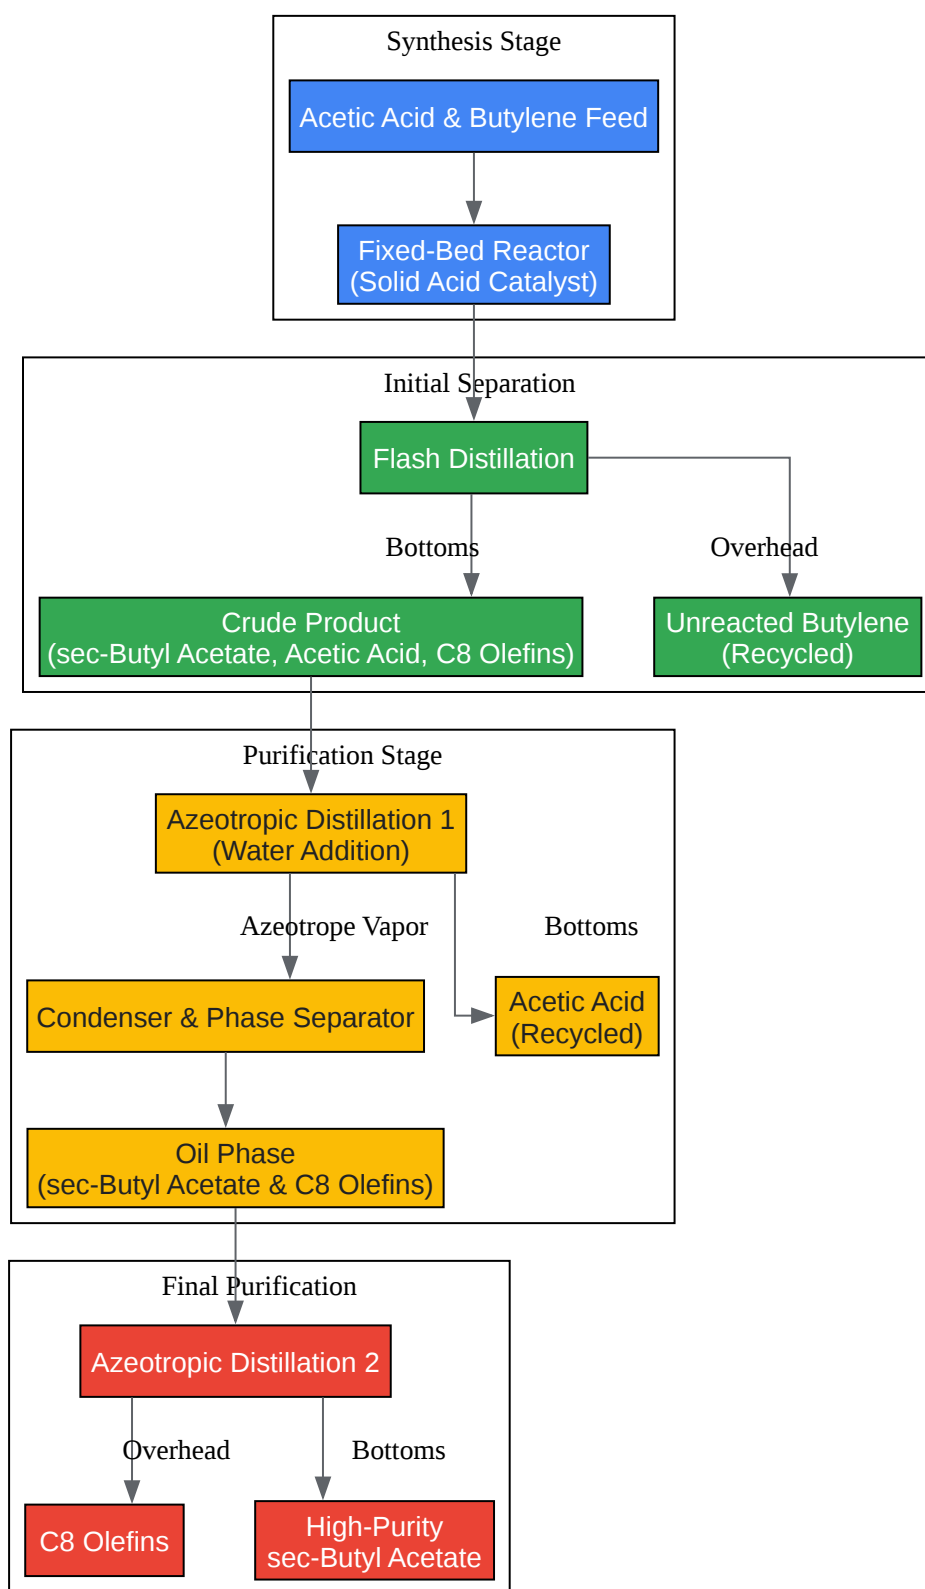 Synthesis Stage
Acetic Acid & Butylene Feed
Fixed-Bed Reactor
(Solid Acid Catalyst)
Initial Separation
Flash Distillation
Bottoms
Overhead
Crude Product
(sec-Butyl Acetate, Acetic Acid, C8 Olefins)
Unreacted Butylene
(Recycled)
Purification Stage
Azeotropic Distillation 1
(Water Addition)
Azeotrope Vapor
Bottoms
Condenser & Phase Separator
Acetic Acid
(Recycled)
Oil Phase
(sec-Butyl Acetate & C8 Olefins)
Final Purification
Azeotropic Distillation 2
Overhead
Bottoms
C8 Olefins
High-Purity
sec-Butyl Acetate